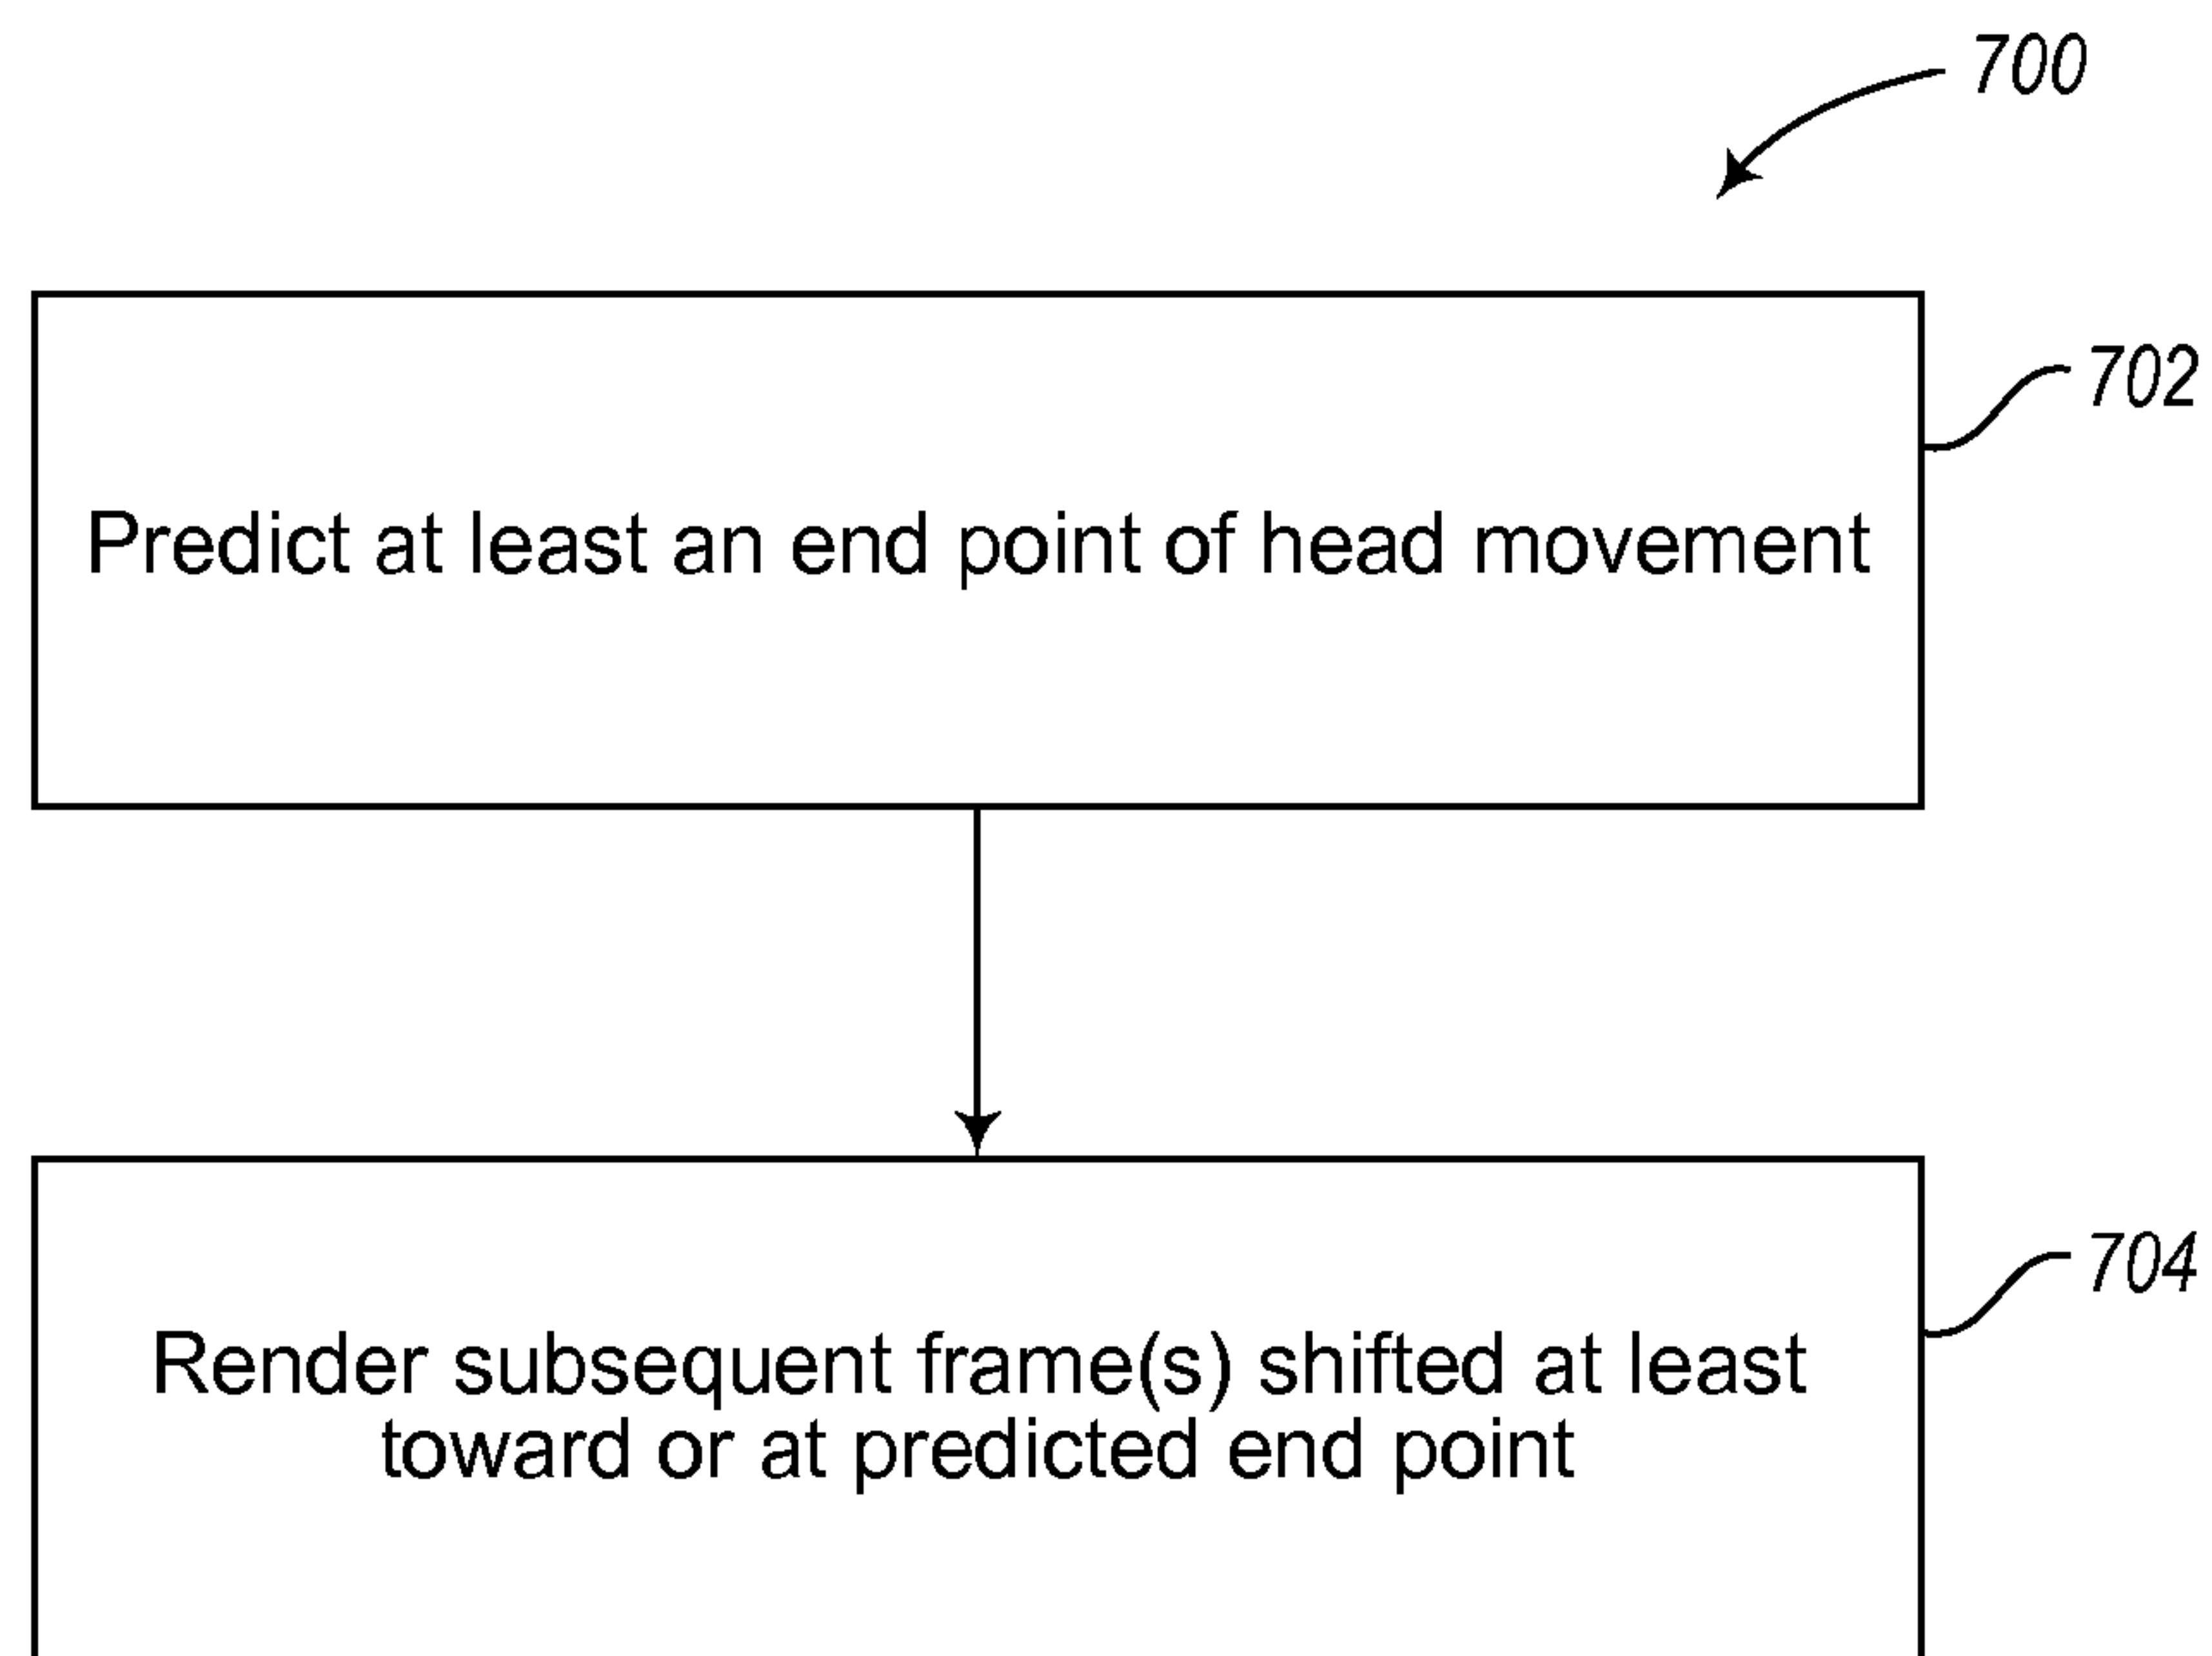 700
702
Predict at least an end point of head movement
704
Render subsequent frame(s) shifted at least
toward or at predicted end point